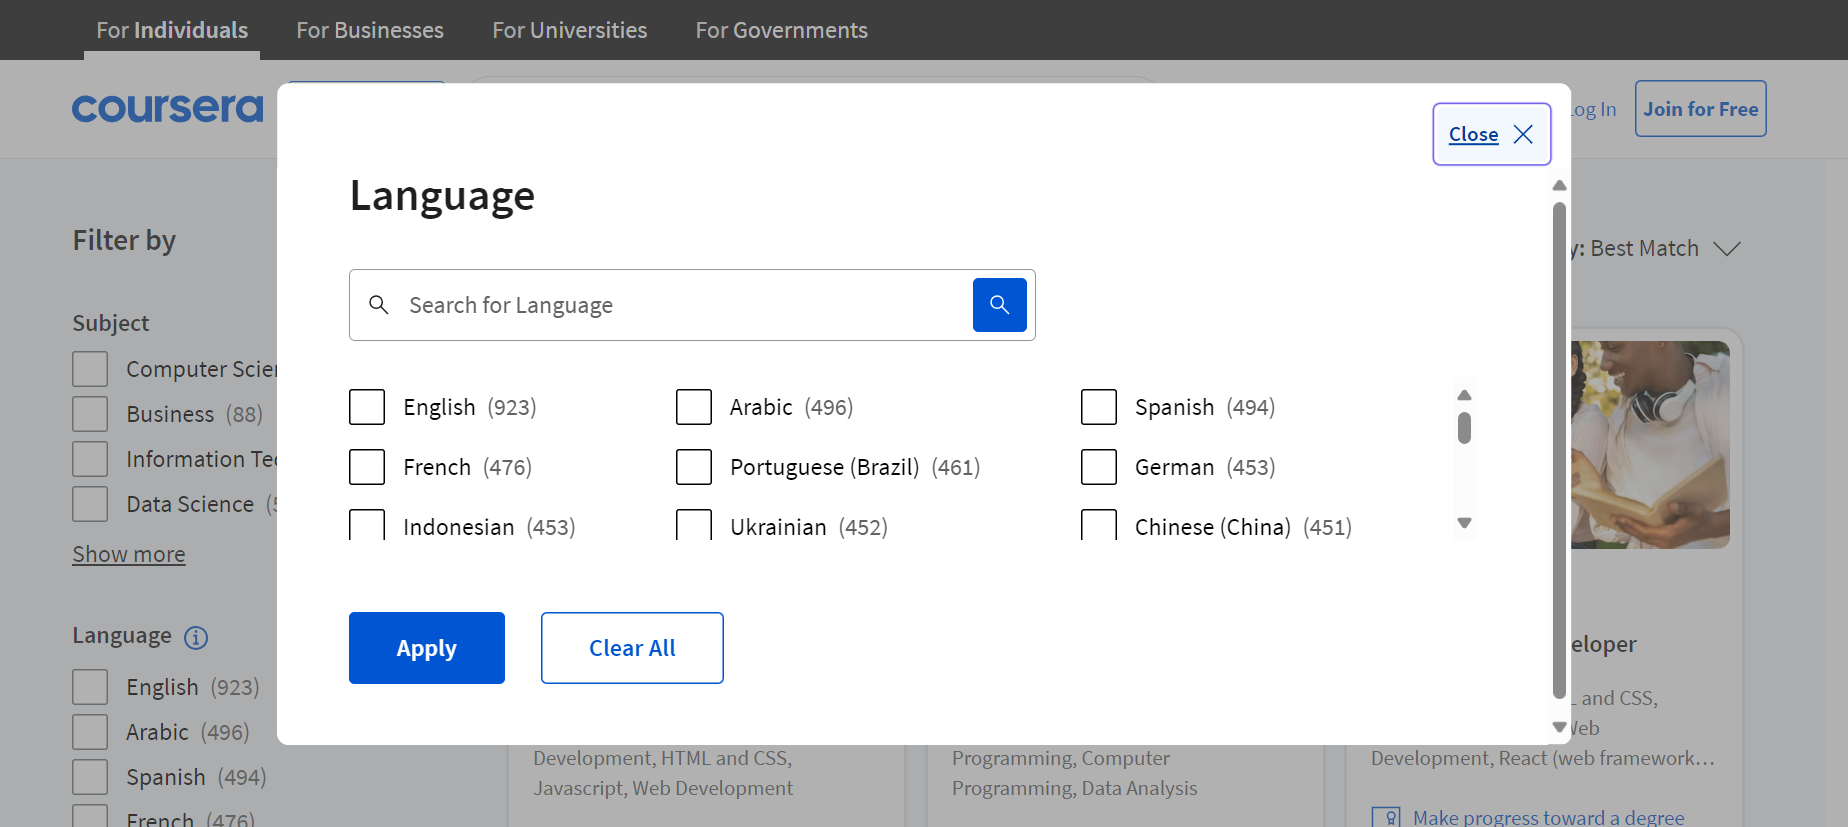 For Individuals For Businesses For Universities For Governments
coursera
Log In Join for Free
Close
Language
Filter by
y: Best Match
Search for Language
Subject
Computer Scie
Business (88)
Information Te
Data Science (5
Show more
English (923) Arabic (496) Spanish (494)
French (476) Portuguese (Brazil) (461) German (453)
Indonesian (453) Ukrainian (452) Chinese (China) (451)
Apply Clear All
Language
English (923)
Arabic (496)
Spanish (494)
French (476)
Development, HTML and CSS,
Javascript, Web Development
Programming, Computer
Programming, Data Analysis
eloper
and CSS,
Web
Development, React (web framework...
Make progress toward a degree